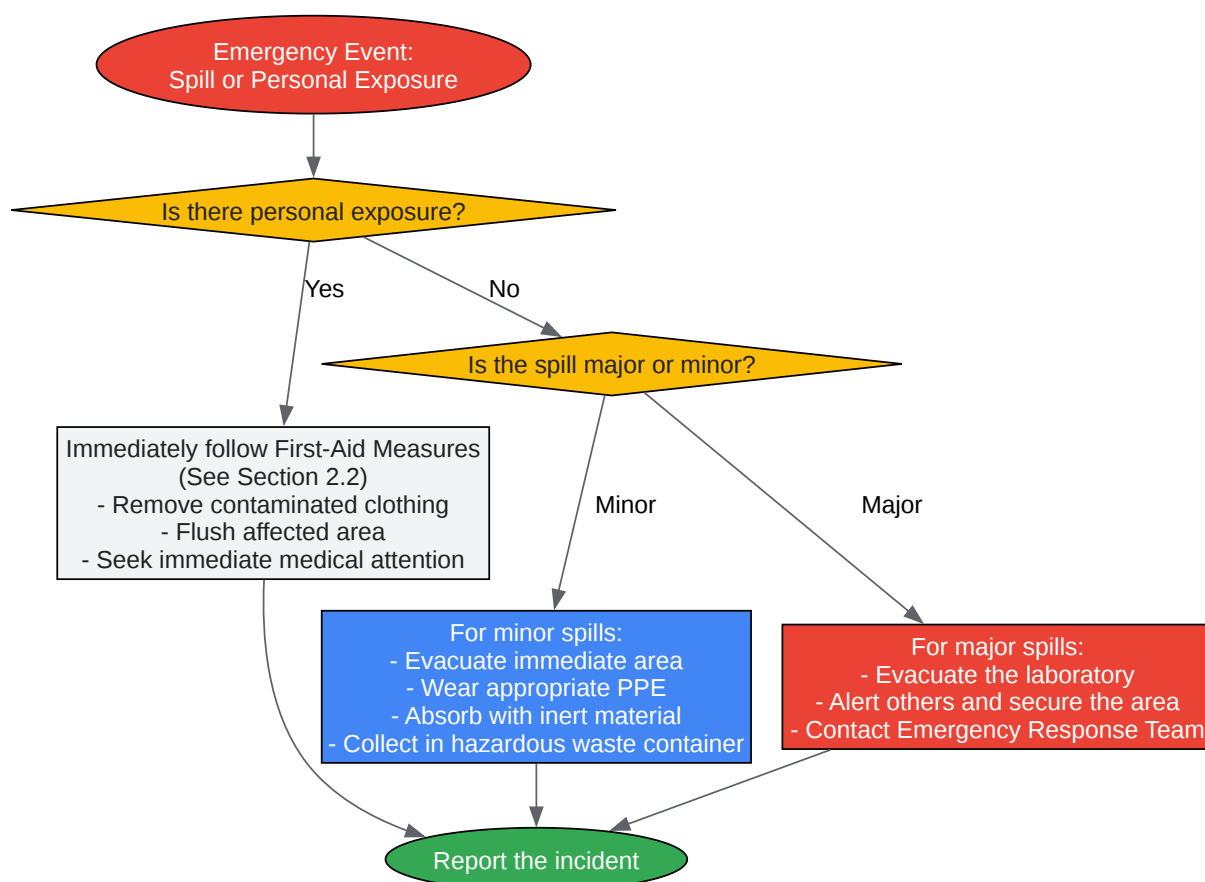 Emergency Event:
Spill or Personal Exposure
Is there personal exposure?
Yes
No
Is the spill major or minor?
Immediately follow First-Aid Measures
(See Section 2.2)
- Remove contaminated clothing
- Flush affected area
- Seek immediate medical attention
Minor
Major
For minor spills:
- Evacuate immediate area
- Wear appropriate PPE
- Absorb with inert material
- Collect in hazardous waste container
For major spills:
- Evacuate the laboratory
- Alert others and secure the area
- Contact Emergency Response Team
Report the incident